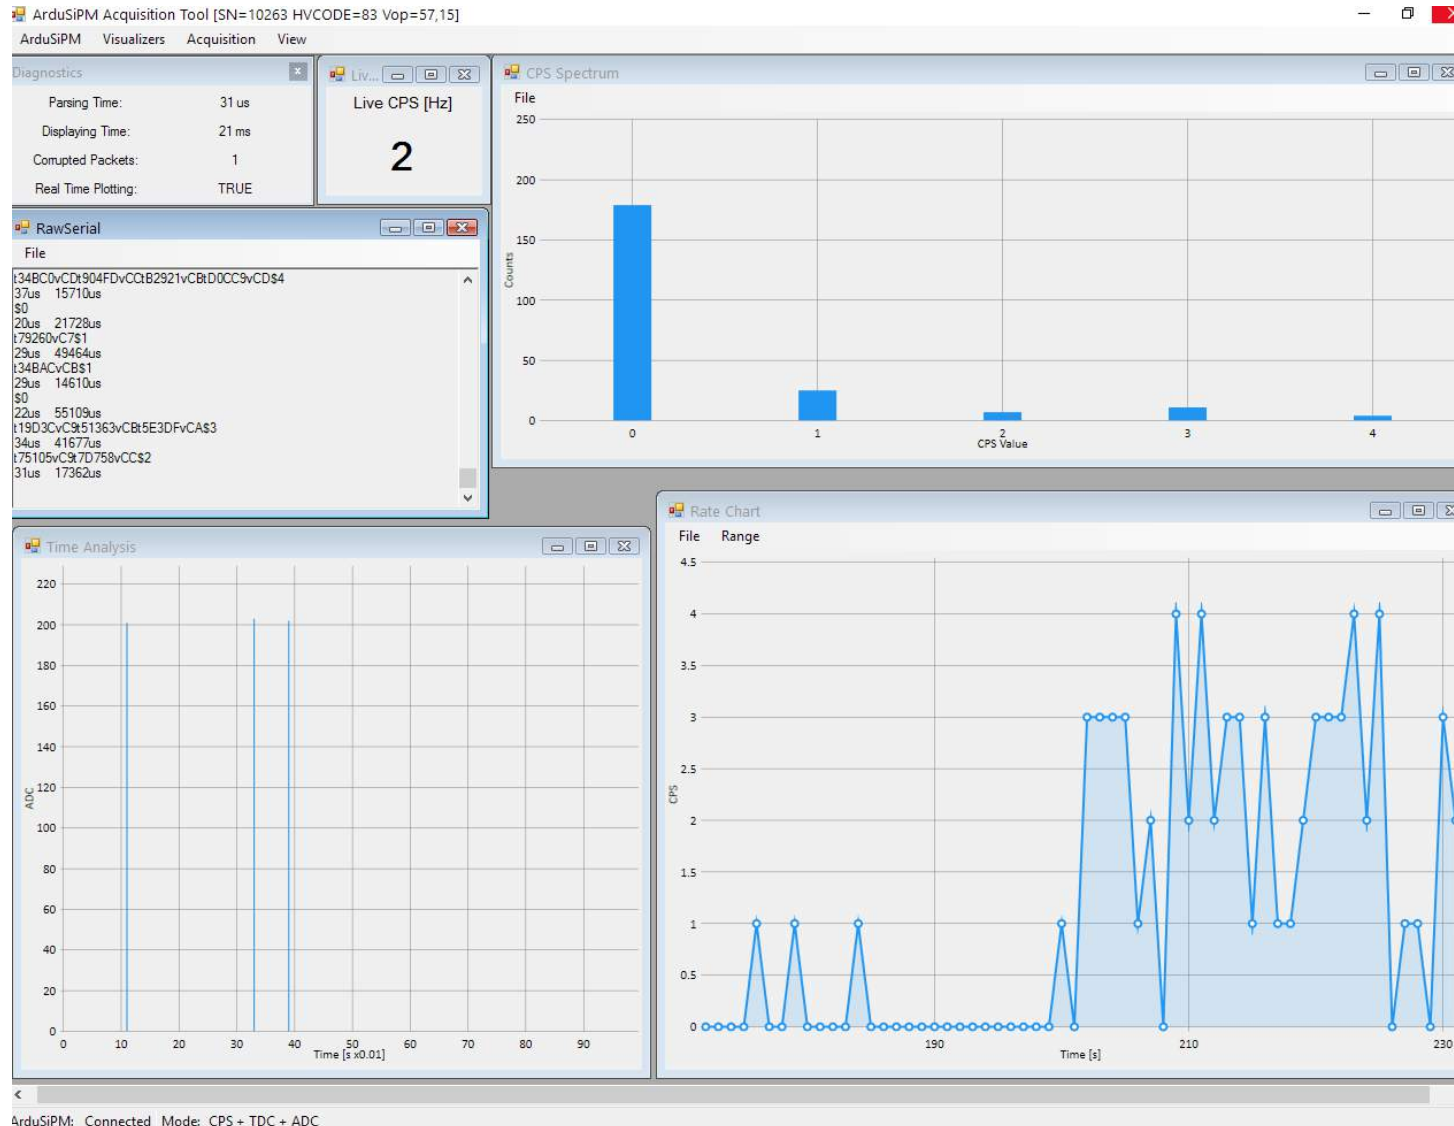 ArduSiPM Acquisition Tool [SN=10263 HVCODE=83 Vop=57,15]
ArduSiPM Visualizers Acquisition View
Diagnostics
Parsing Time: 31 us
Displaying Time: 21 ms
Corrupted Packets: 1
Real Time Plotting: TRUE
Liv...
Live CPS [Hz]
2
CPS Spectrum
File
250
200
150
100
50
0
Counts
0 1 2 3 4
CPS Value
RawSerial
File
t34BC0vCDt904FDvCCtB2921vCBtD0CC9vCD$4
37us 15710us
$0
20us 21728us
t79260vC7$1
29us 49464us
t34BACvCB$1
29us 14610us
$0
22us 55109us
t19D3CvC9t51363vCBt5E3DFvCA$3
34us 41677us
t75105vC9t7D758vCC$2
31us 17362us
Time Analysis
220
200
180
160
140
120
100
80
60
40
20
0
ADC
0 10 20 30 40 50 60 70 80 90
Time [s x0.01]
Rate Chart
File Range
4.5
4
3.5
3
2.5
2
1.5
1
0.5
0
CPS
190 210 230
Time [s]
ArduSiPM: Connected Mode: CPS + TDC + ADC